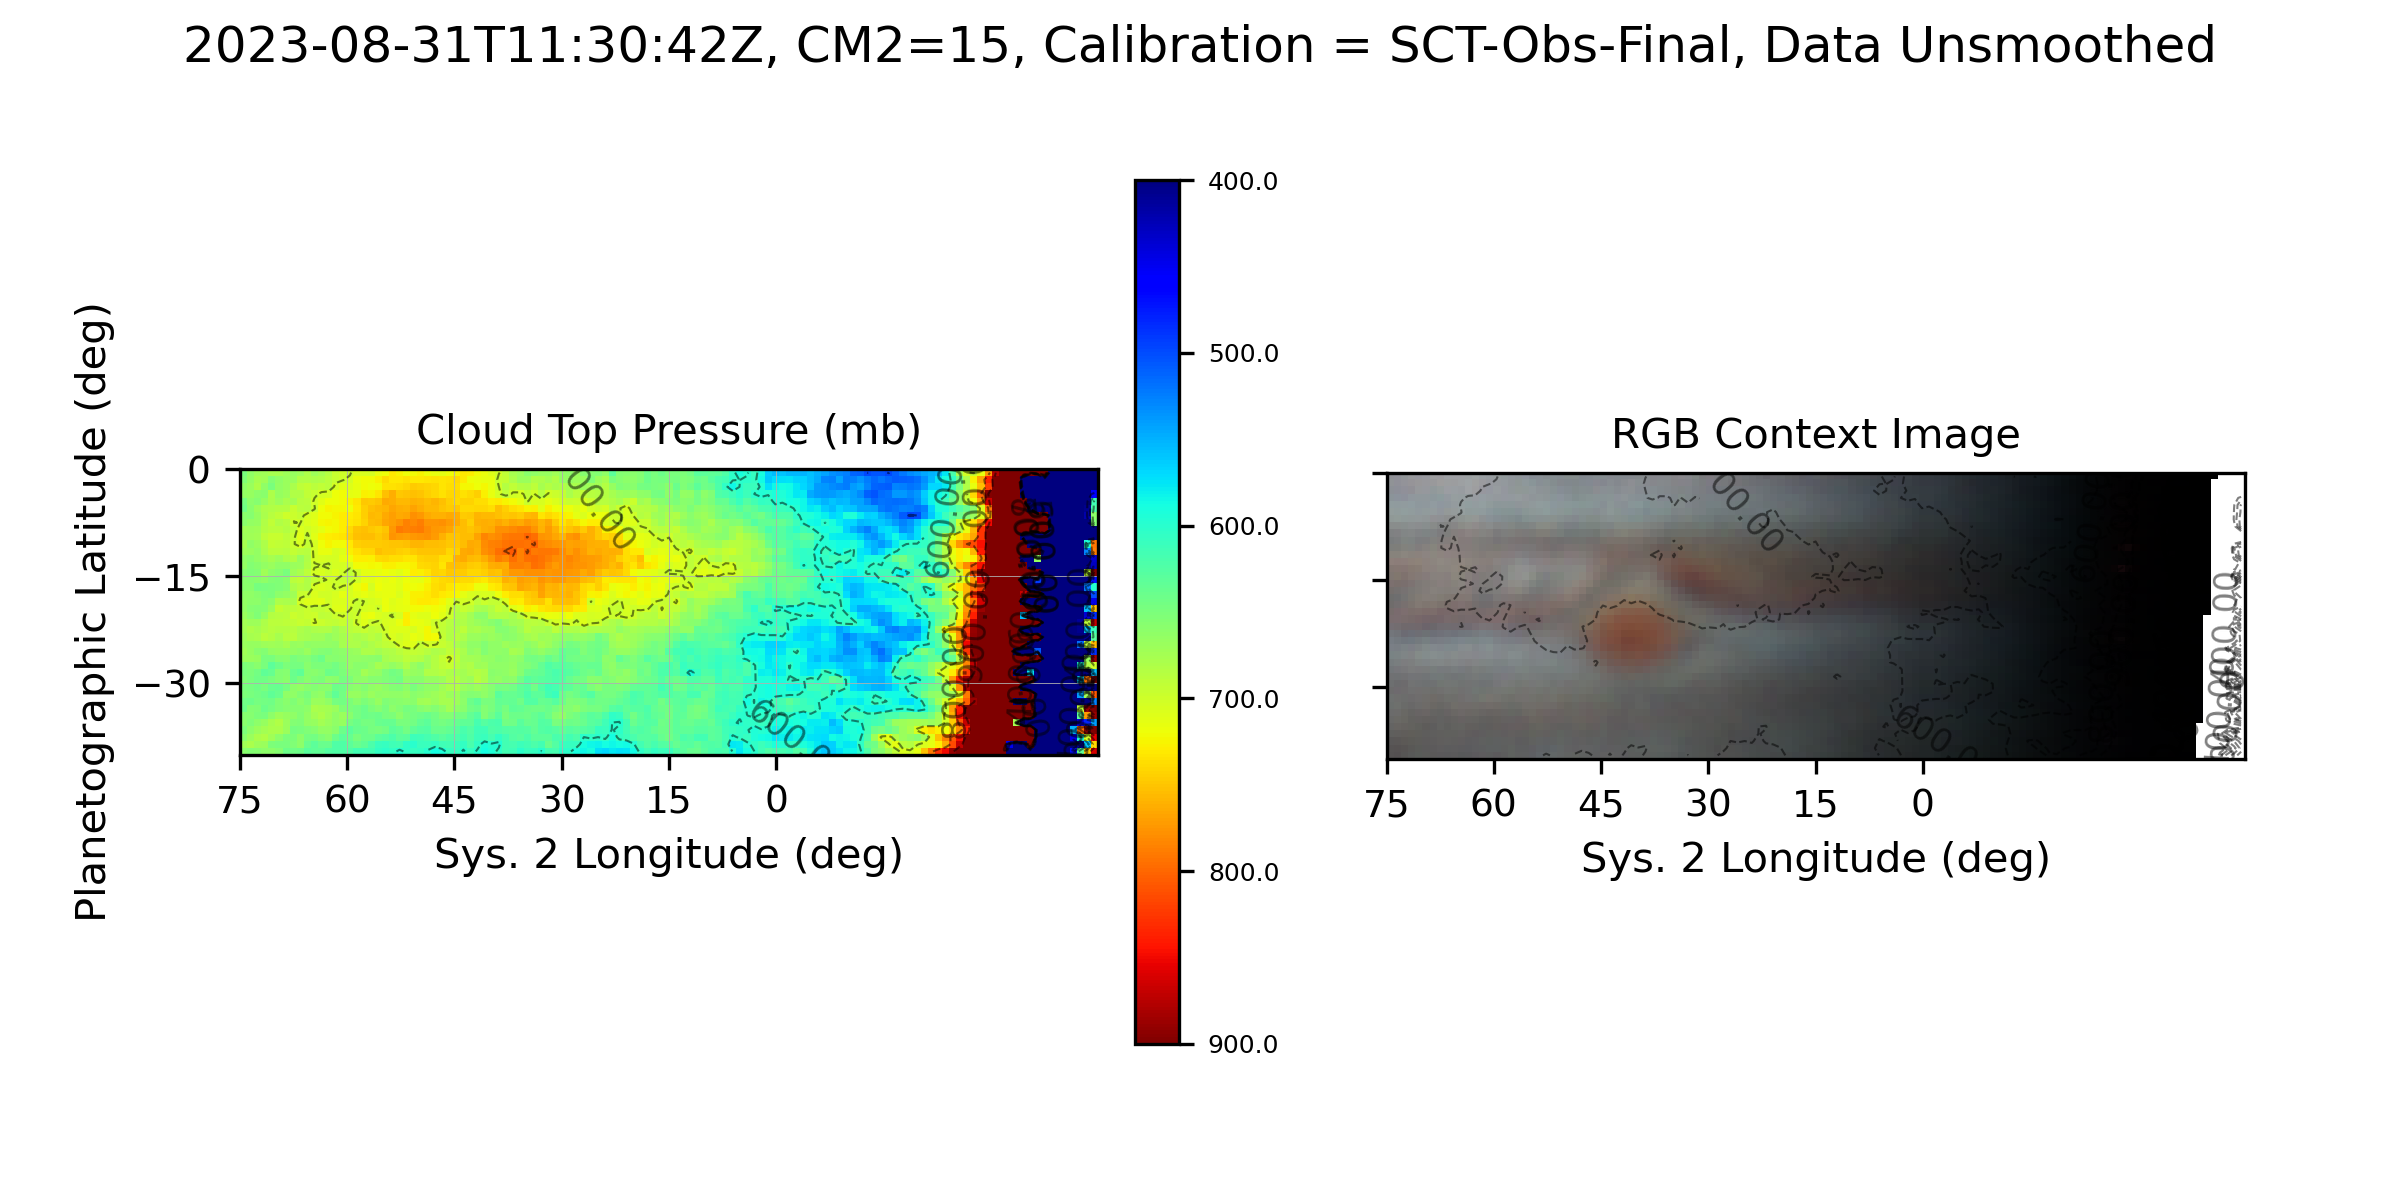 2023-08-31T11:30:42Z, CM2=15, Calibration = SCT-Obs-Final, Data Unsmoothed
Cloud Top Pressure (mb)
Planetographic Latitude (deg)
0
−15
−30
75 60 45 30 15 0
Sys. 2 Longitude (deg)
400.0
500.0
600.0
700.0
800.0
900.0
RGB Context Image
75 60 45 30 15 0
Sys. 2 Longitude (deg)